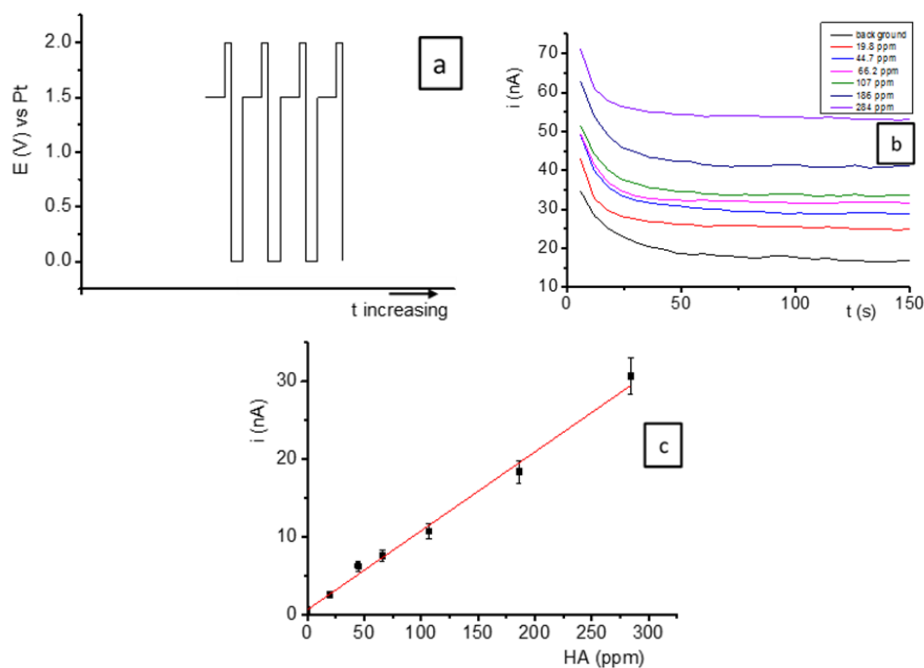 2.0
1.5
1.0
0.5
0.0
E (V) vs Pt
t increasing
a
70
60
50
40
30
20
10
i (nA)
0
50
100
150
t (s)
background
19.8 ppm
44.7 ppm
66.2 ppm
107 ppm
186 ppm
284 ppm
b
30
20
10
0
i (nA)
0
50
100
150
200
250
300
HA (ppm)
c